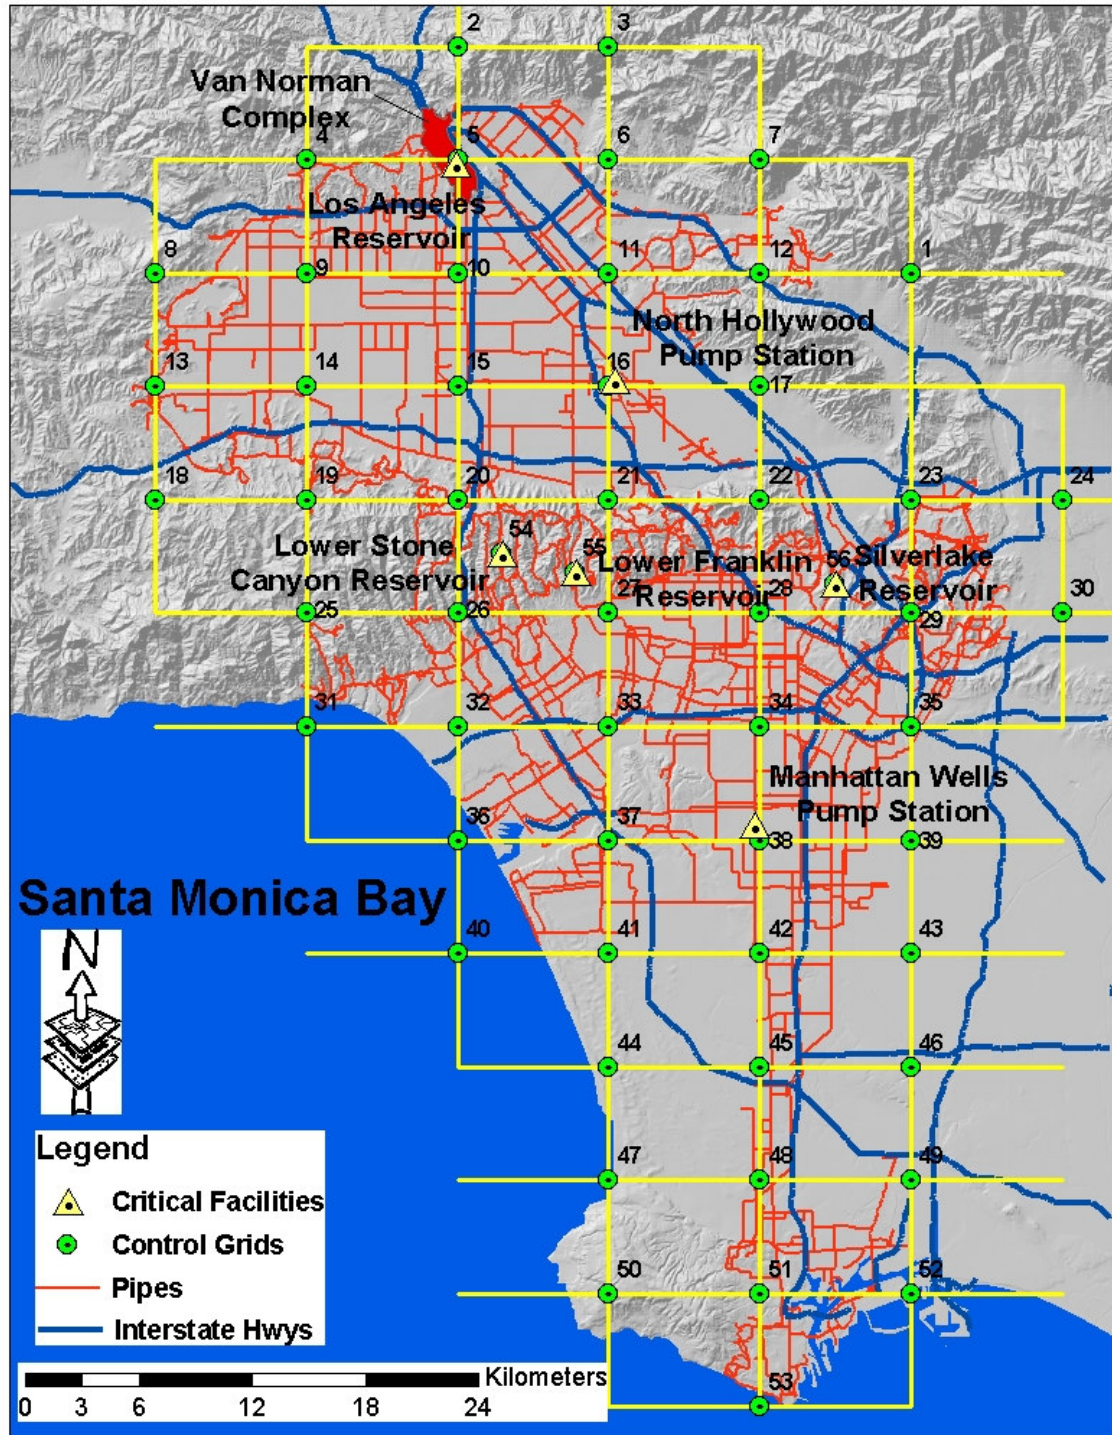 2
3
Van Norman
Complex
4
5
6
7
Los Angeles
Reservoir
8
9
10
11
12
1
North Hollywood
Pump Station
13
14
15
16
17
18
19
20
21
22
23
24
54
55
56
Lower Stone
Canyon Reservoir
Lower Franklin
Reservoir
Silverlake
Reservoir
25
26
27
28
29
30
31
32
33
34
35
Manhattan Wells
Pump Station
36
37
38
39
Santa Monica Bay
40
41
42
43
N
44
45
46
47
48
49
50
51
52
53
Legend
Critical Facilities
Control Grids
Pipes
Interstate Hwys
Kilometers
0 3 6 12 18 24